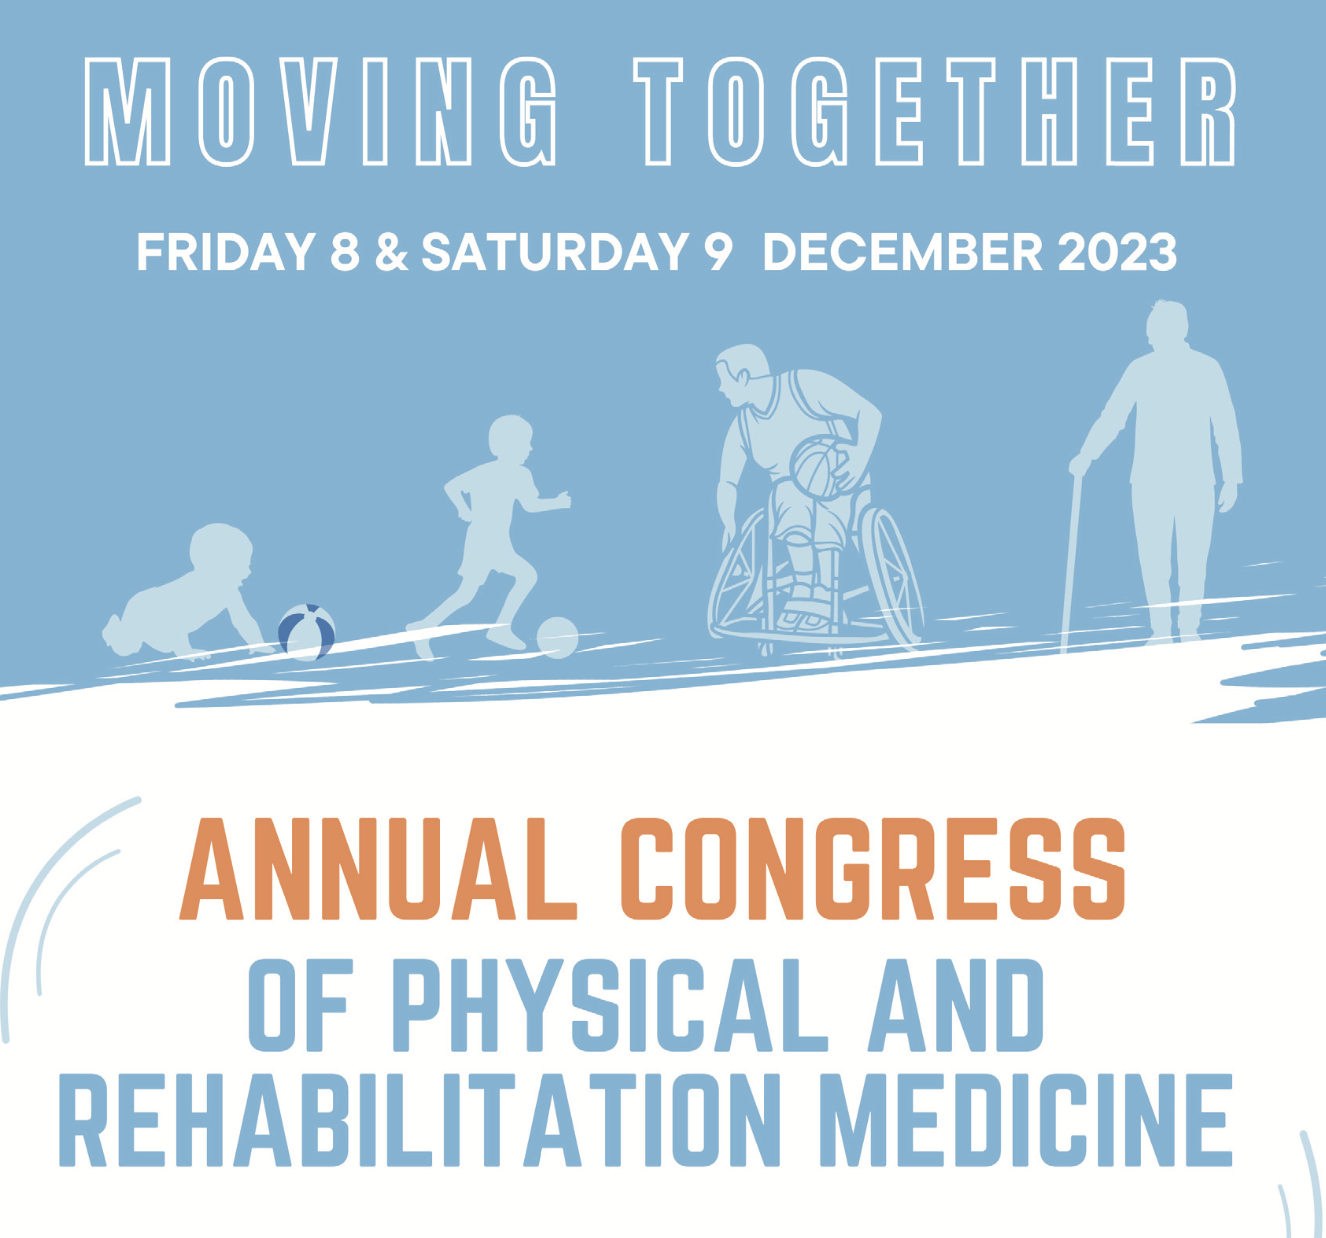 MOVING TOGETHER
FRIDAY 8 & SATURDAY 9 DECEMBER 2023
ANNUAL CONGRESS
OF PHYSICAL AND
REHABILITATION MEDICINE